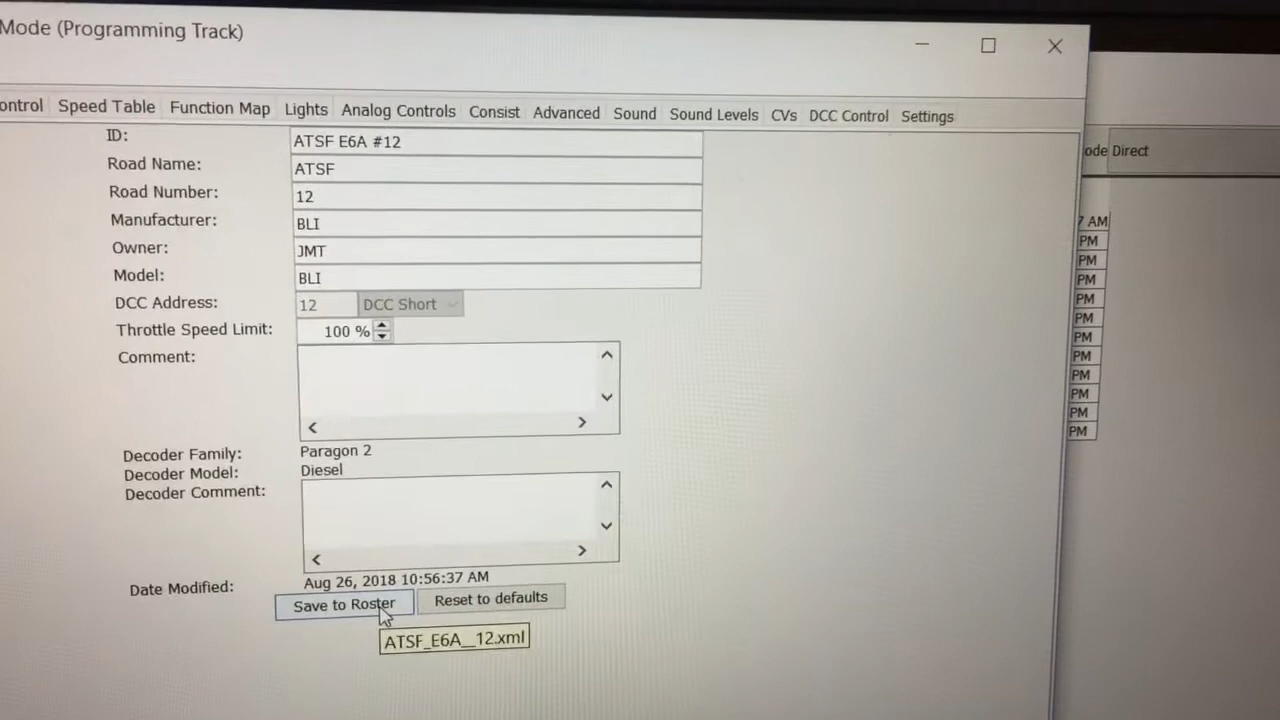 Mode (Programming Track)
ontrol Speed Table Function Map Lights Analog Controls Consist Advanced Sound Sound Levels CVs DCC Control Settings
ID: ATSF E6A #12
Road Name: ATSF
Road Number: 12
Manufacturer: BLI
Owner: JMT
Model: BLI
DCC Address: 12 DCC Short
Throttle Speed Limit: 100 %
Comment:
Decoder Family: Paragon 2
Decoder Model: Diesel
Decoder Comment:
Date Modified: Aug 26, 2018 10:56:37 AM
Save to Roster Reset to defaults
ATSF_E6A__12.xml
ode Direct
7 AM
PM
PM
PM
PM
PM
PM
PM
PM
PM
PM
PM